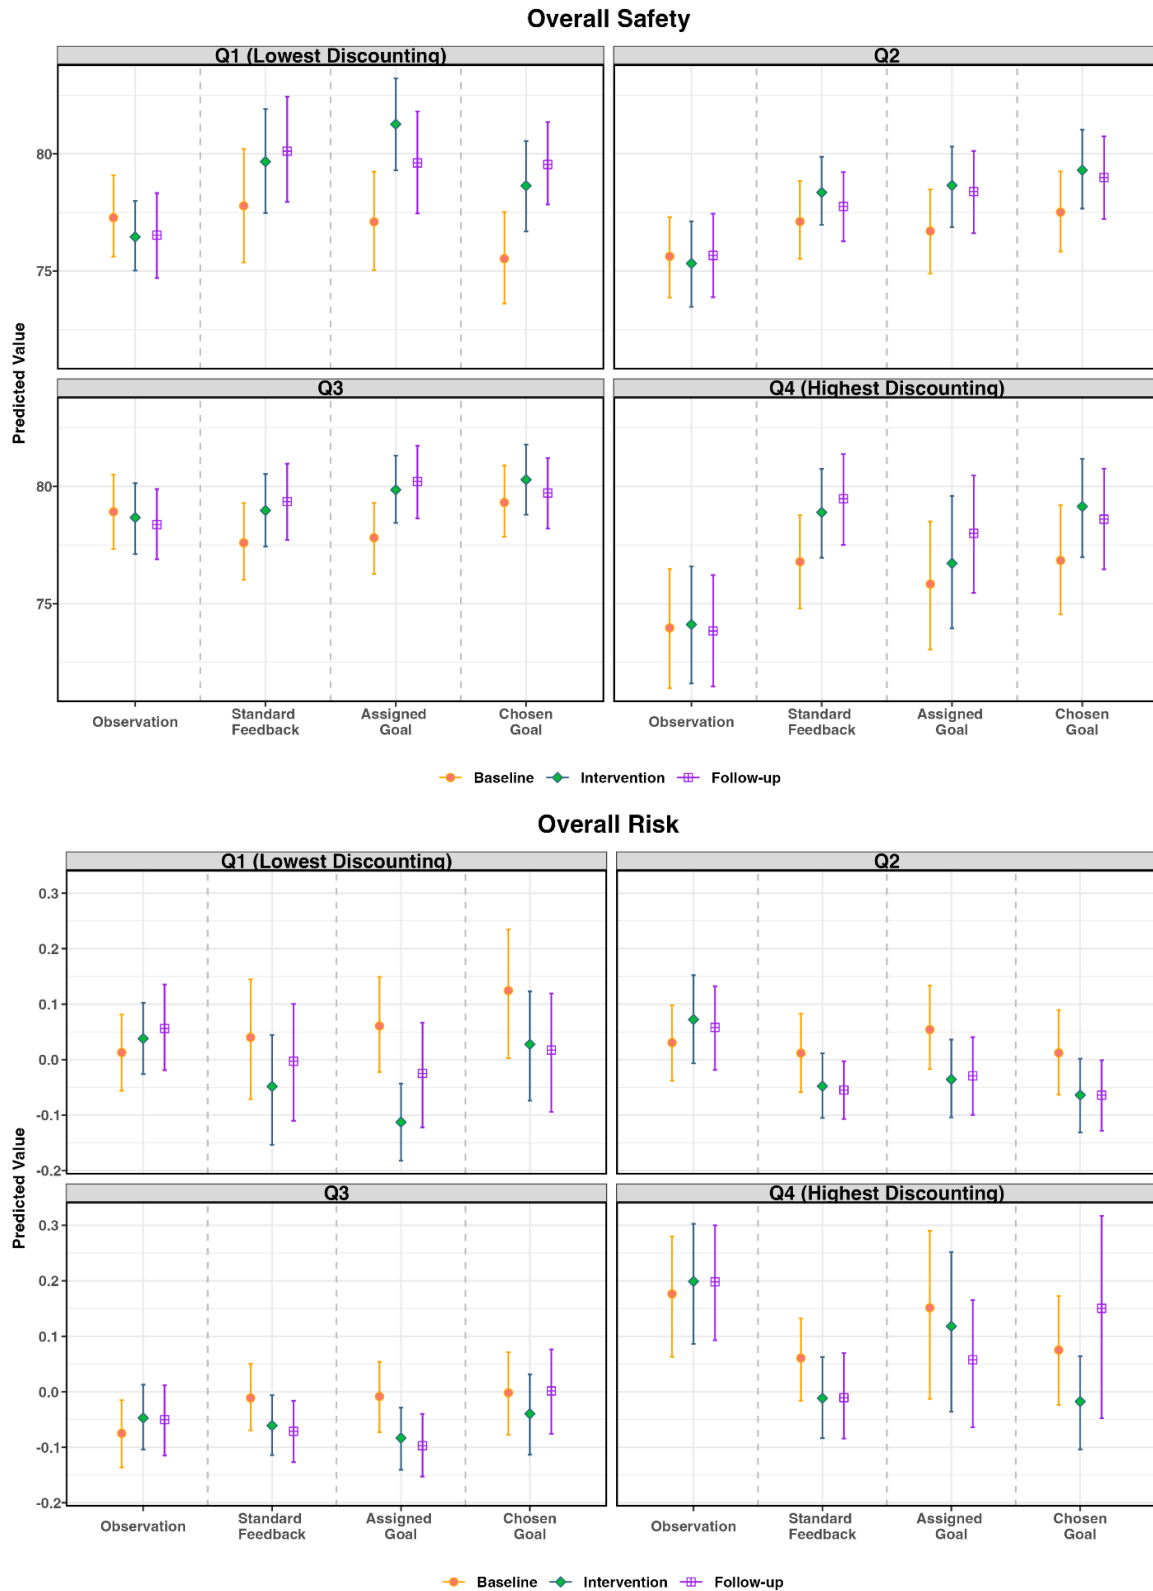 Overall Safety
Q1 (Lowest Discounting)
Q2
80
75
Q3
Q4 (Highest Discounting)
80
75
Predicted Value
Observation
Standard
Feedback
Assigned
Goal
Chosen
Goal
Observation
Standard
Feedback
Assigned
Goal
Chosen
Goal
Baseline Intervention Follow-up
Overall Risk
Q1 (Lowest Discounting)
Q2
0.3
0.2
0.1
0.0
-0.1
-0.2
Q3
Q4 (Highest Discounting)
0.3
0.2
0.1
0.0
-0.1
-0.2
Predicted Value
Observation
Standard
Feedback
Assigned
Goal
Chosen
Goal
Observation
Standard
Feedback
Assigned
Goal
Chosen
Goal
Baseline Intervention Follow-up